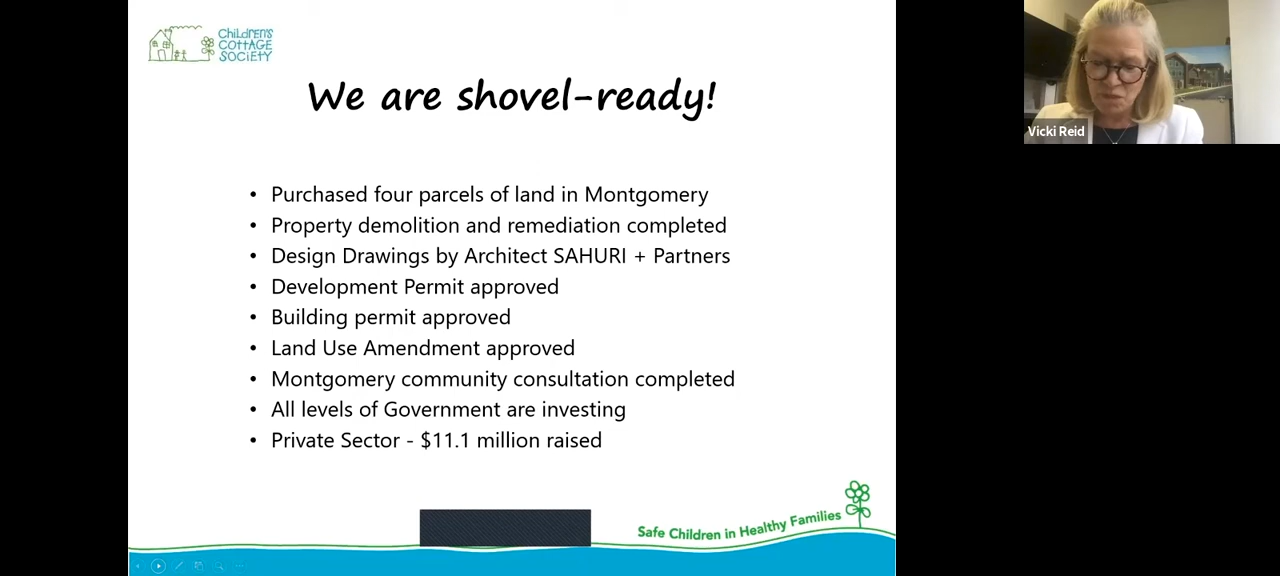 CHILDREN'S
COTTAGE
SOCIETY
We are shovel-ready!
• Purchased four parcels of land in Montgomery
• Property demolition and remediation completed
• Design Drawings by Architect SAHURI + Partners
• Development Permit approved
• Building permit approved
• Land Use Amendment approved
• Montgomery community consultation completed
• All levels of Government are investing
• Private Sector - $11.1 million raised
Safe Children in Healthy Families
Vicki Reid